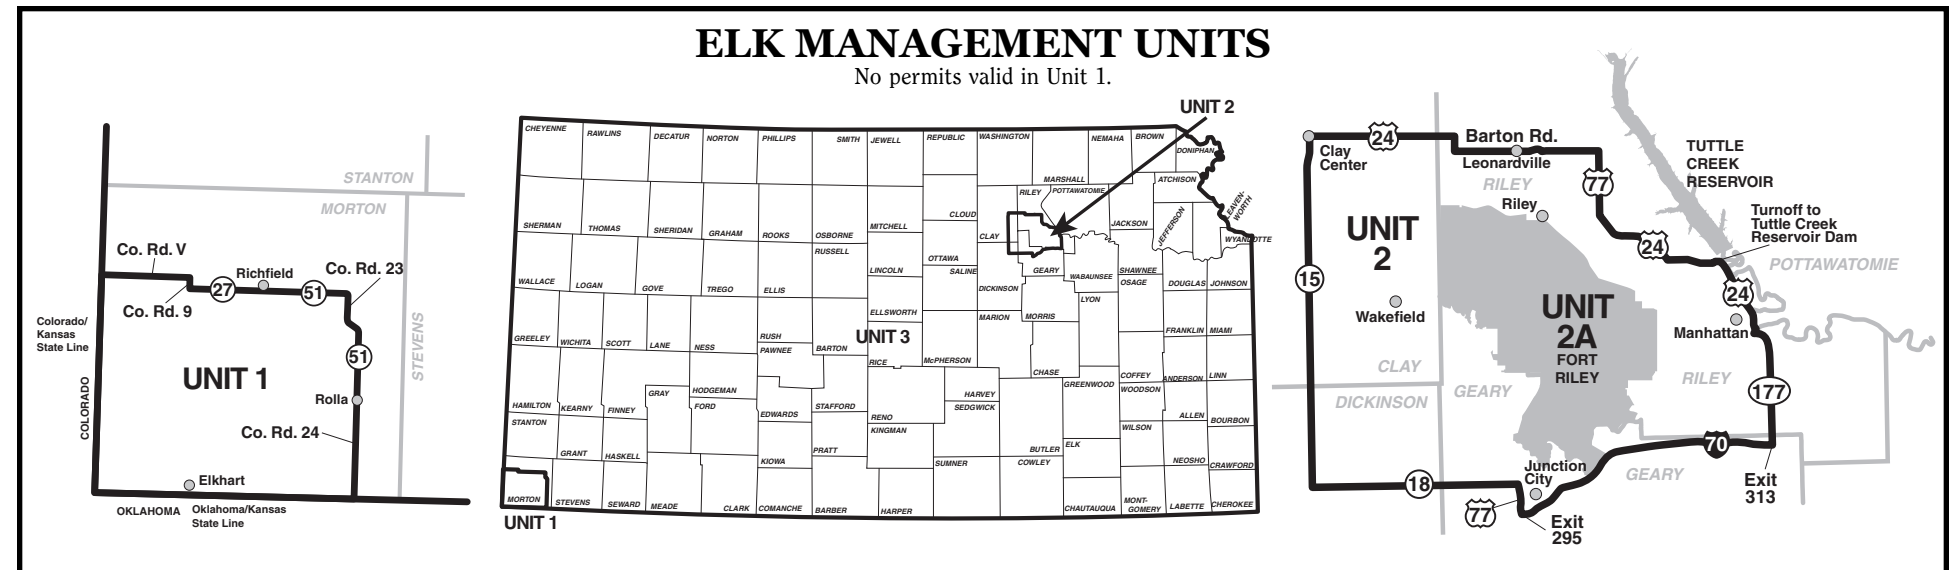 ELK MANAGEMENT UNITS
No permits valid in Unit 1.
STANTON
MORTON
Co. Rd. V
Richfield
Co. Rd. 23
27
51
Co. Rd. 9
Colorado/
Kansas
State Line
STEVENS
51
UNIT 1
Rolla
COLORADO
Co. Rd. 24
Elkhart
OKLAHOMA
Oklahoma/Kansas
State Line
UNIT 2
CHEYENNE
RAWLINS
DECATUR
NORTON
PHILLIPS
SMITH
JEWELL
REPUBLIC
WASHINGTON
NEMAHA
BROWN
DONIPHAN
MARSHALL
ATCHISON
RILEY
POTTAWATOMIE
LEAVEN-
WORTH
SHERMAN
THOMAS
SHERIDAN
GRAHAM
ROOKS
OSBORNE
MITCHELL
CLOUD
CLAY
JACKSON
JEFFERSON
WYANDOTTE
RUSSELL
OTTAWA
LINCOLN
SALINE
GEARY
WABAUNSEE
SHAWNEE
WALLACE
LOGAN
GOVE
TREGO
ELLIS
DICKINSON
OSAGE
DOUGLAS
JOHNSON
LYON
ELLSWORTH
MARION
MORRIS
GREELEY
WICHITA
SCOTT
LANE
NESS
RUSH
UNIT 3
FRANKLIN
MIAMI
PAWNEE
BARTON
RICE
McPHERSON
CHASE
COFFEY
ANDERSON
LINN
GREENWOOD
WOODSON
HODGEMAN
GRAY
HARVEY
HAMILTON
KEARNY
FINNEY
FORD
EDWARDS
STAFFORD
RENO
SEDGWICK
ALLEN
BOURBON
STANTON
KINGMAN
WILSON
GRANT
HASKELL
KIOWA
PRATT
BUTLER
ELK
NEOSHO
CRAWFORD
SUMNER
COWLEY
MORTON
STEVENS
SEWARD
MEADE
CLARK
COMANCHE
BARBER
HARPER
CHAUTAUQUA
MONT-
GOMERY
LABETTE
CHEROKEE
UNIT 1
Clay
Center
24
Barton Rd.
Leonardville
RILEY
77
TUTTLE
CREEK
RESERVOIR
Riley
Turnoff to
Tuttle Creek
Reservoir Dam
UNIT
2
24
POTTAWATOMIE
15
24
Wakefield
UNIT
2A
FORT
RILEY
Manhattan
CLAY
GEARY
RILEY
DICKINSON
177
70
Junction
City
GEARY
Exit
313
18
77
Exit
295